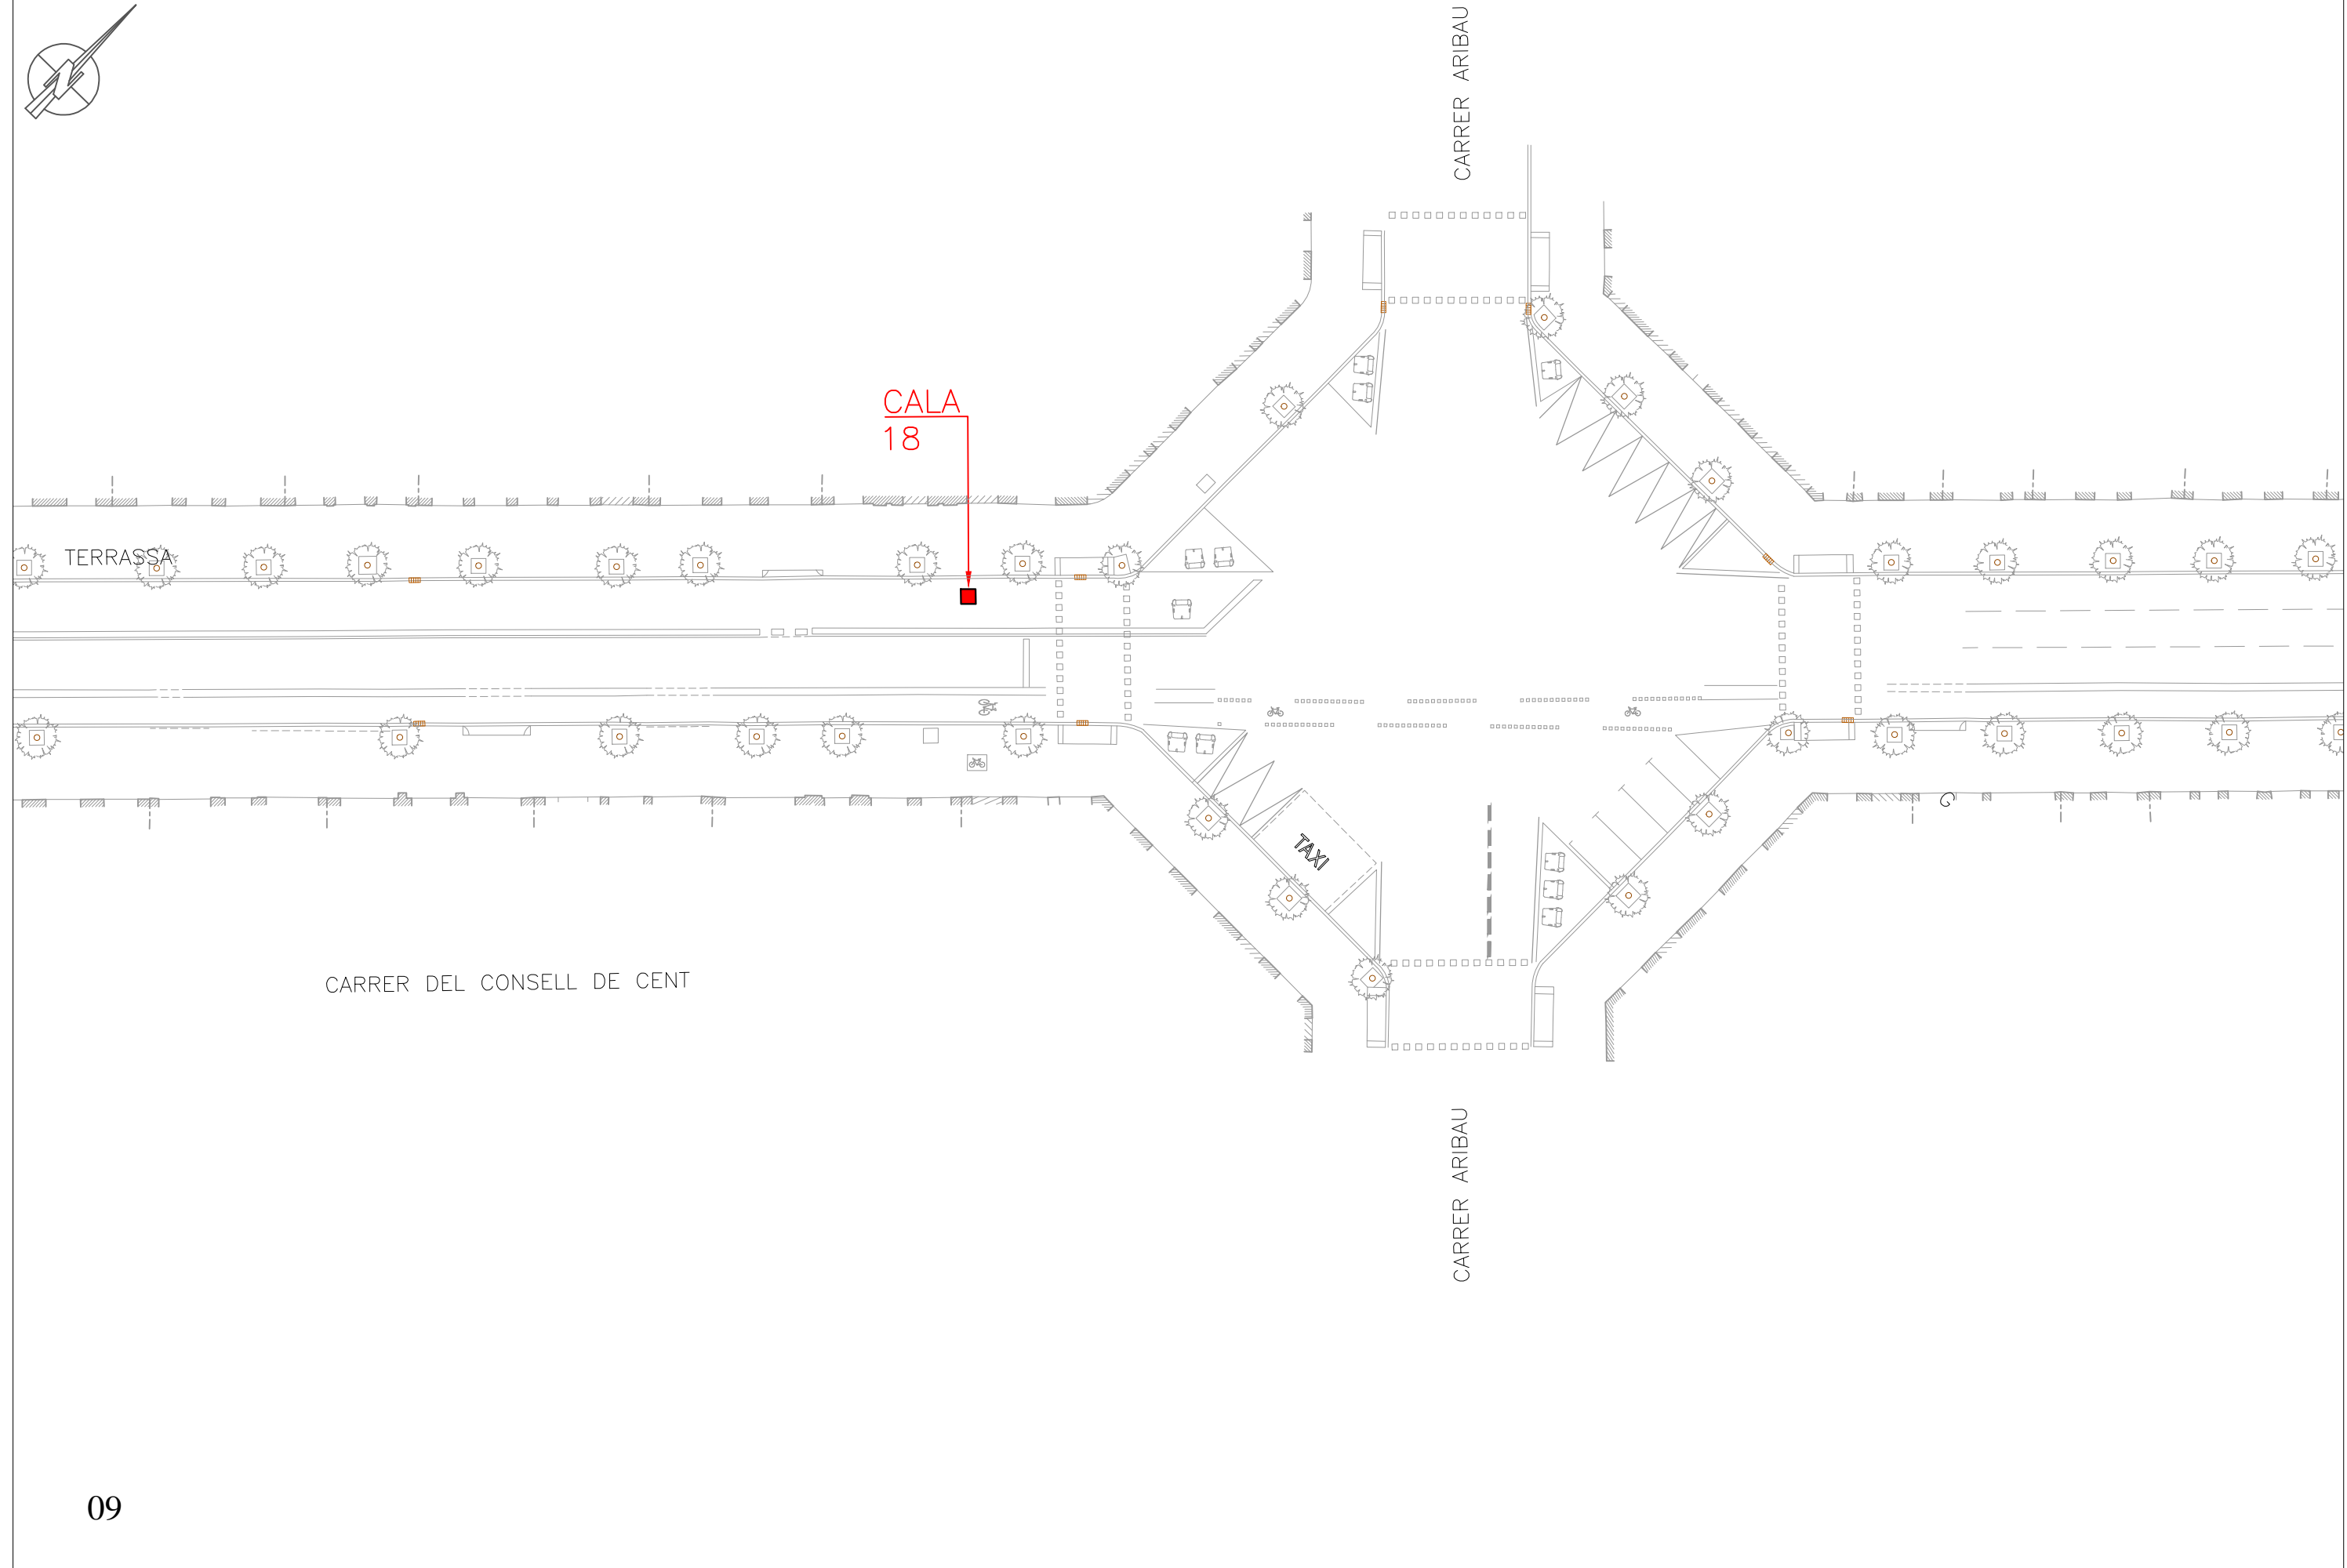 CARRER ARIBAU
CALA
18
TERRASSA
TAXI
CARRER DEL CONSELL DE CENT
CARRER ARIBAU
09